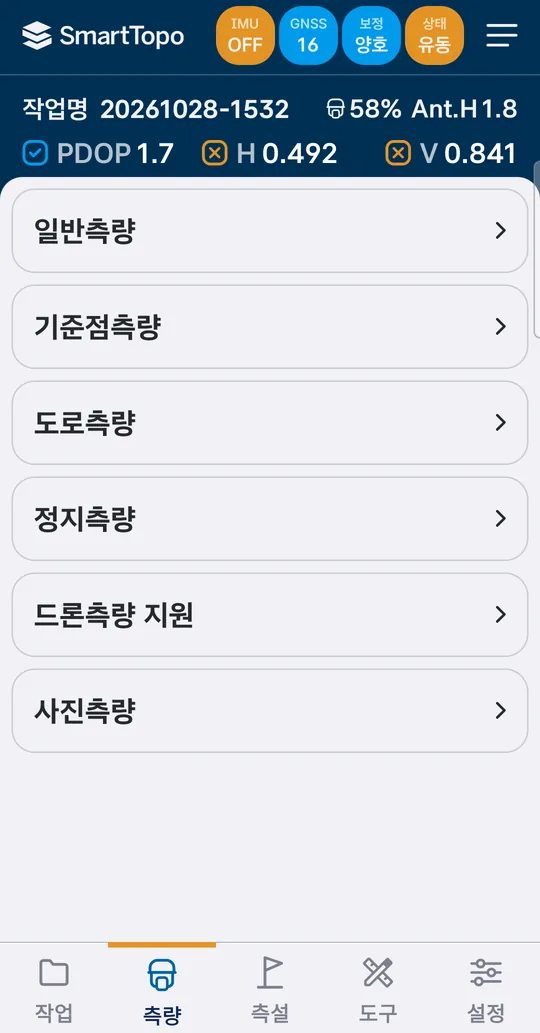 SmartTopo
IMU OFF
GNSS 16
보정 양호
상태 유동
작업명 20261028-1532 58% Ant.H 1.8
PDOP 1.7 H 0.492 V 0.841
일반측량
기준점측량
도로측량
정지측량
드론측량 지원
사진측량
작업 측량 측설 도구 설정